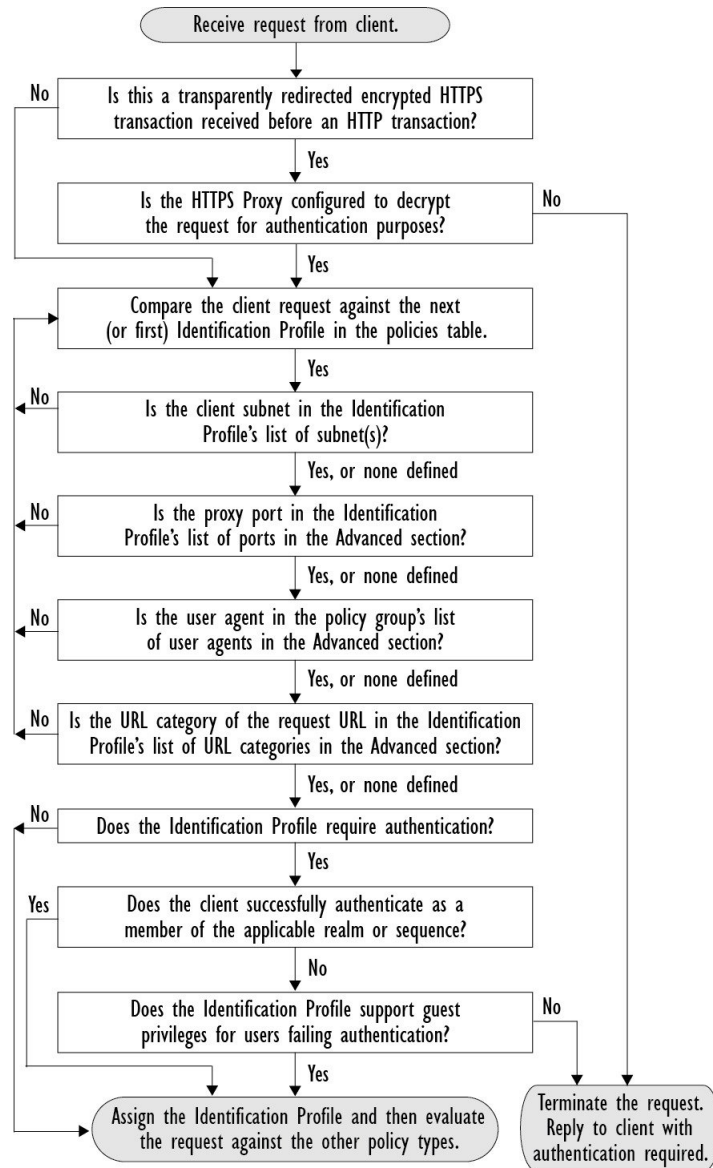 Receive request from client.
No
Is this a transparently redirected encrypted HTTPS
transaction received before an HTTP transaction?
Yes
Is the HTTPS Proxy configured to decrypt
the request for authentication purposes?
No
Yes
Compare the client request against the next
(or first) Identification Profile in the policies table.
Yes
No
Is the client subnet in the Identification
Profile's list of subnet(s)?
Yes, or none defined
No
Is the proxy port in the Identification
Profile's list of ports in the Advanced section?
Yes, or none defined
No
Is the user agent in the policy group's list
of user agents in the Advanced section?
Yes, or none defined
No
Is the URL category of the request URL in the Identification
Profile's list of URL categories in the Advanced section?
Yes, or none defined
No
Does the Identification Profile require authentication?
Yes
Yes
Does the client successfully authenticate as a
member of the applicable realm or sequence?
No
Does the Identification Profile support guest
privileges for users failing authentication?
No
Yes
Assign the Identification Profile and then evaluate
the request against the other policy types.
Terminate the request.
Reply to client with
authentication required.